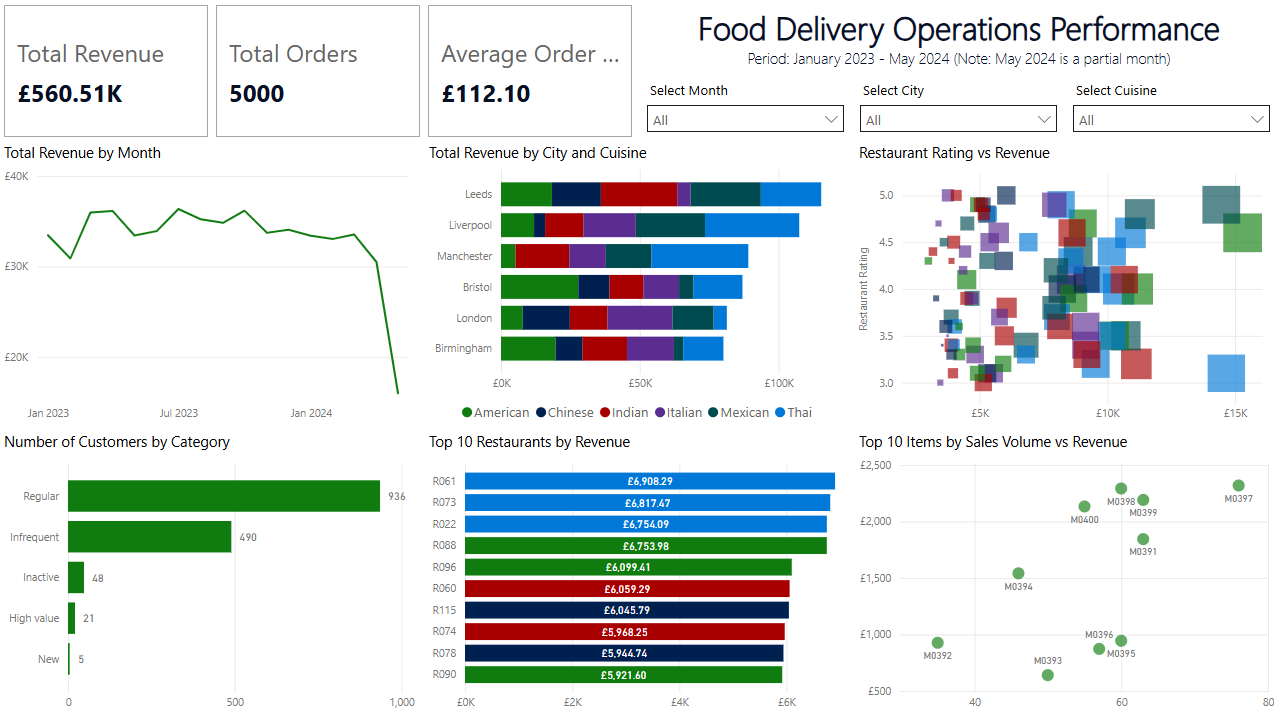 Total Revenue
£560.51K
Total Orders
5000
Average Order ...
£112.10
Food Delivery Operations Performance
Period: January 2023 - May 2024 (Note: May 2024 is a partial month)
Select Month
All
Select City
All
Select Cuisine
All
Total Revenue by Month
£40K
£30K
£20K
Jan 2023 Jul 2023 Jan 2024
Total Revenue by City and Cuisine
Leeds
Liverpool
Manchester
Bristol
London
Birmingham
£0K £50K £100K
American Chinese Indian Italian Mexican Thai
Restaurant Rating vs Revenue
Restaurant Rating
5.0
4.5
4.0
3.5
3.0
£5K £10K £15K
Number of Customers by Category
Regular 936
Infrequent 490
Inactive 48
High value 21
New 5
0 500 1,000
Top 10 Restaurants by Revenue
R061 £6,908.29
R073 £6,817.47
R022 £6,754.09
R088 £6,753.98
R096 £6,099.41
R060 £6,059.29
R115 £6,045.79
R074 £5,968.25
R078 £5,944.74
R090 £5,921.60
£0K £2K £4K £6K
Top 10 Items by Sales Volume vs Revenue
£2,500
£2,000
£1,500
£1,000
£500
M0397
M0398
M0399
M0400
M0391
M0394
M0396
M0395
M0392
M0393
40 60 80